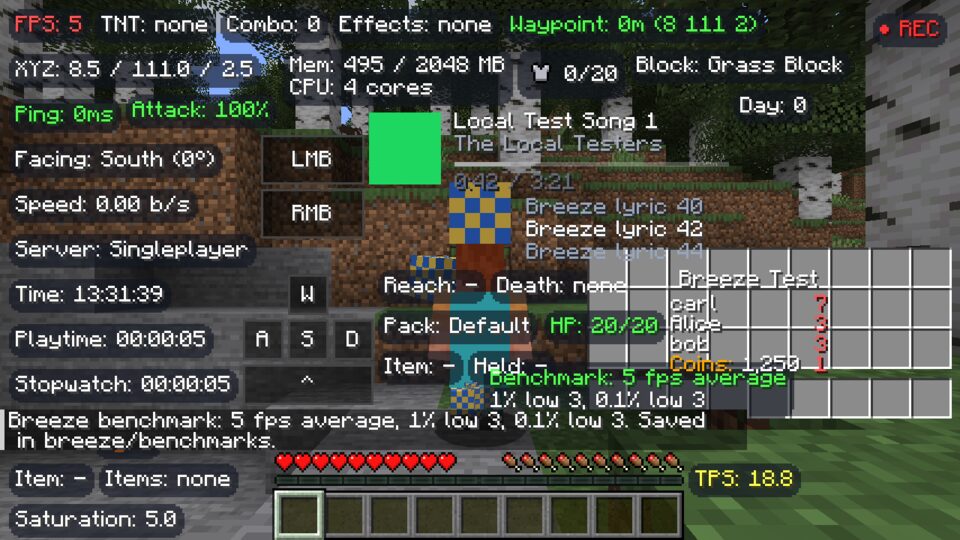 FPS: 5 TNT: none Combo: 0 Effects: none Waypoint: 0m (8 111 2) REC
XYZ: 8.5 / 111.0 / 2.5 Mem: 495 / 2048 MB
CPU: 4 cores
0/20 Block: Grass Block
Ping: 0ms Attack: 100% Day: 0
Local Test Song 1
The Local Testers
0:42 / 3:21
Facing: South (0°) LMB
Speed: 0.00 b/s RMB
Breeze lyric 40
Breeze lyric 42
Breeze lyric 44
Server: Singleplayer
Time: 13:31:39 W
Reach: - Death: none
Breeze Test
carl 7
Alice 3
bob 3
Coins: 1,250 1
Playtime: 00:00:05 A S D
Pack: Default HP: 20/20
Item: - Held: -
Stopwatch: 00:00:05 ^
Benchmark: 5 fps average
1% low 3, 0.1% low 3
Breeze benchmark: 5 fps average, 1% low 3, 0.1% low 3. Saved
in breeze/benchmarks.
Item: - Items: none TPS: 18.8
Saturation: 5.0